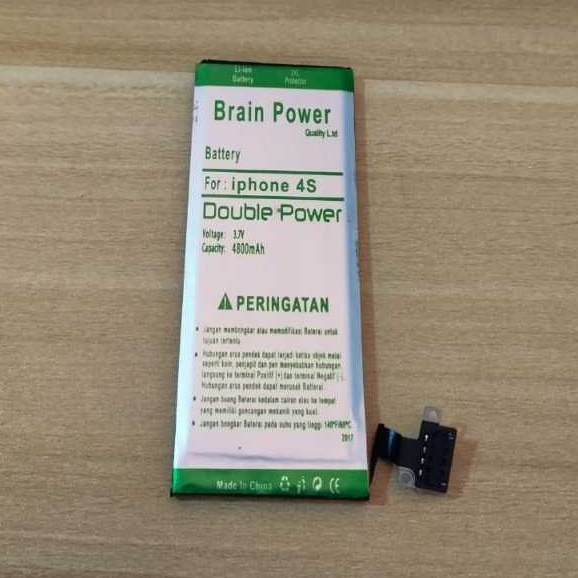 Li-ion
Battery
Protector
Brain Power
Quality Ltd
Battery
For : iphone 4S
Double Power
Voltage: 3.7V
Capacity: 4800mAh
PERINGATAN
Jangan membongkar atau memodifikasi Baterai untuk
tujuan tertentu
Hubungan arus pendek dapat terjadi ketika objek metal
seperti koin, penjepit dan pen menyebabkan hubungan
langsung ke terminal Positif (+) dan terminal Negatif (-).
Hubungan arus pendek dapat merusak Batterai.
Jangan buang Baterai kedalam cairan atau ke tempat
yang memiliki goncangan mekanik yang kuat.
Jangan bongkar Baterai pada suhu yang tinggi 140°F/60°C
2017
Made In China CE